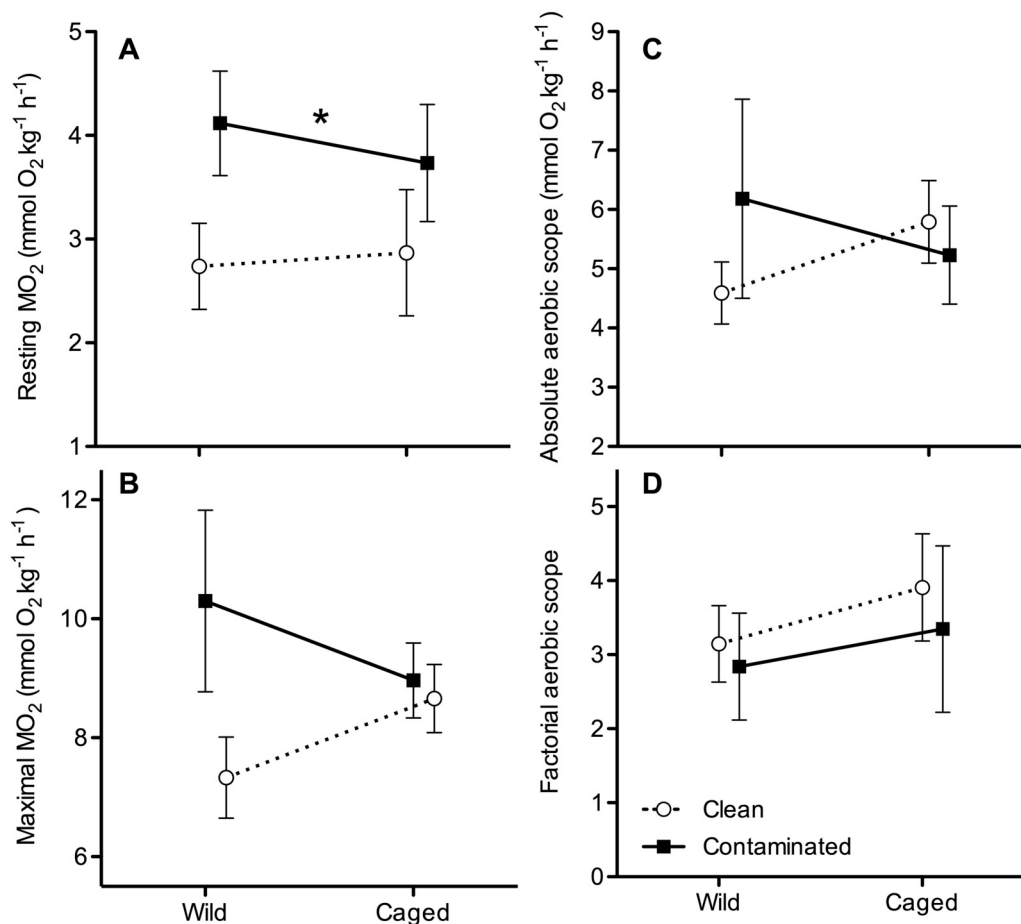 A
Resting MO2 (mmol O2 kg-1 h-1)
5
4
3
2
1
*
C
Absolute aerobic scope (mmol O2 kg-1 h-1)
9
8
7
6
5
4
3
2
B
Maximal MO2 (mmol O2 kg-1 h-1)
12
10
8
6
Wild Caged
D
Factorial aerobic scope
5
4
3
2
1
0
Clean
Contaminated
Wild Caged